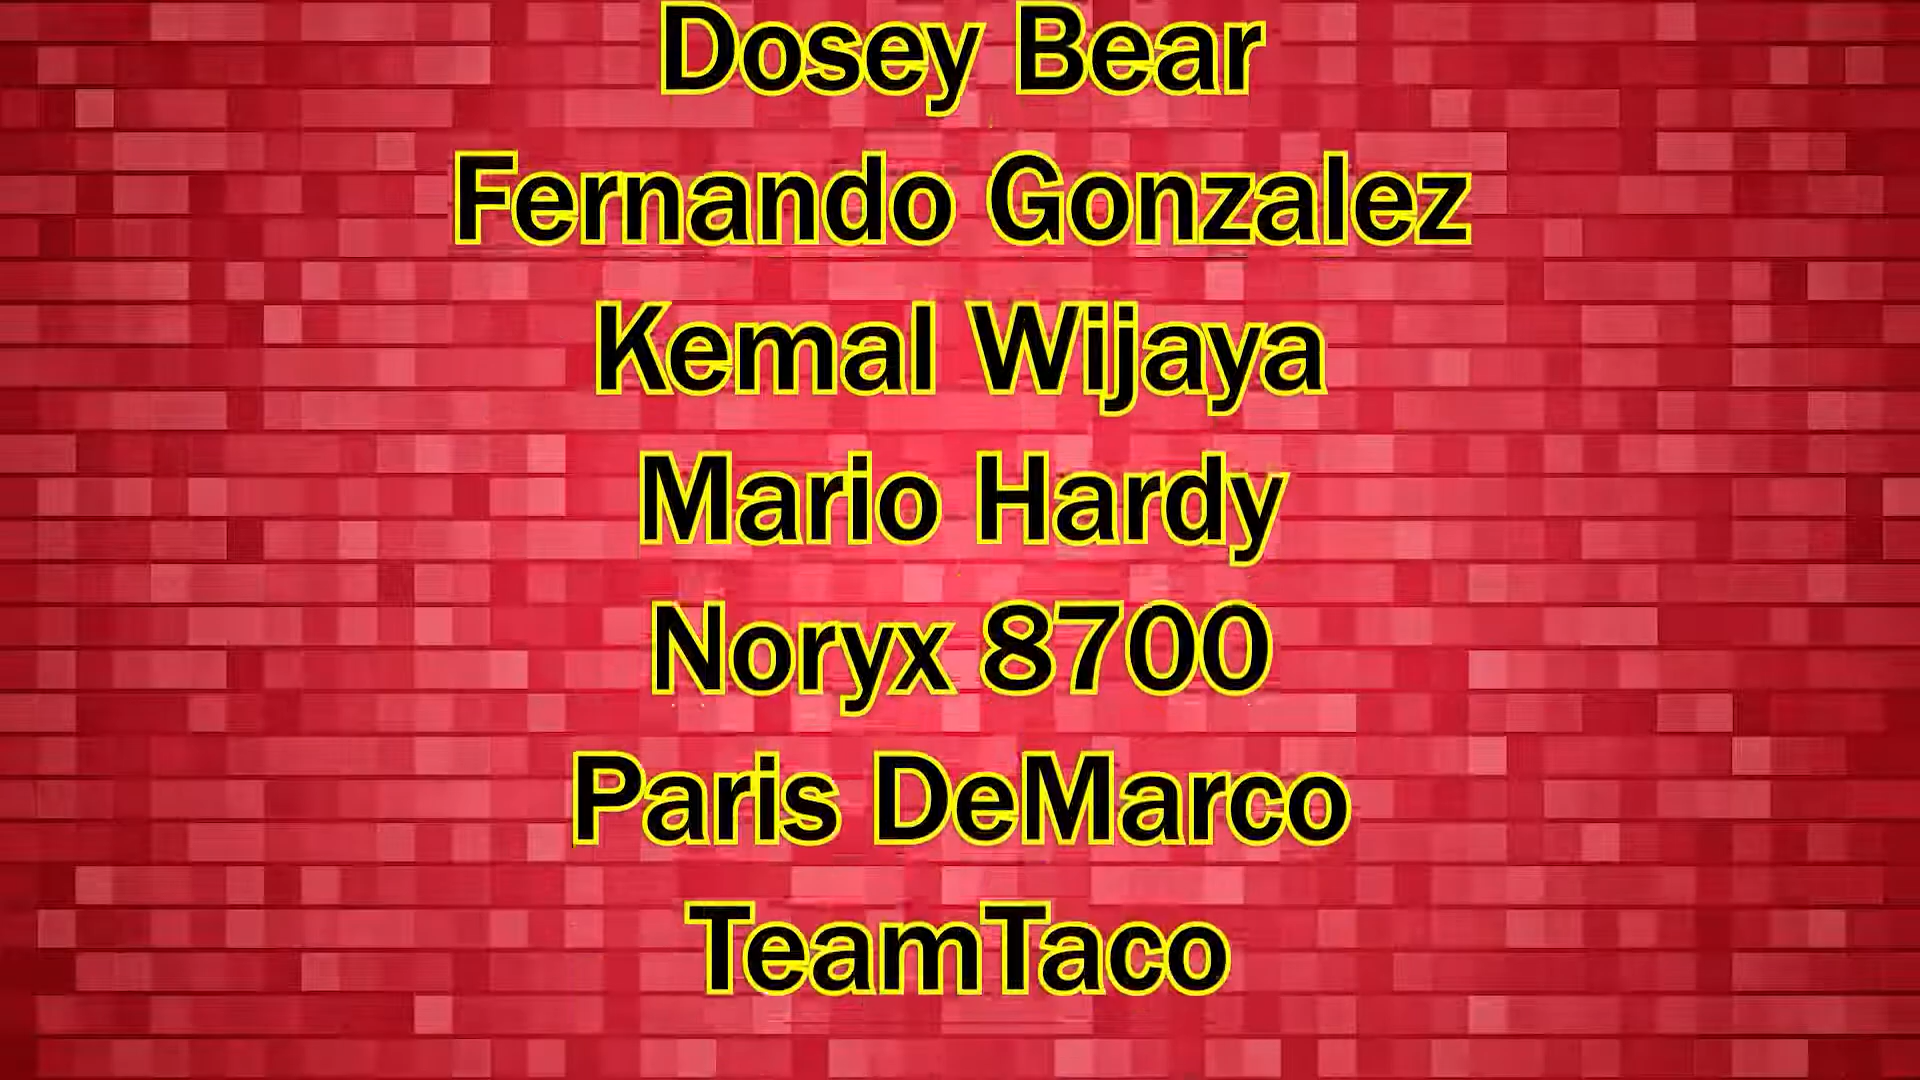 Dosey Bear
Fernando Gonzalez
Kemal Wijaya
Mario Hardy
Noryx 8700
Paris DeMarco
TeamTaco